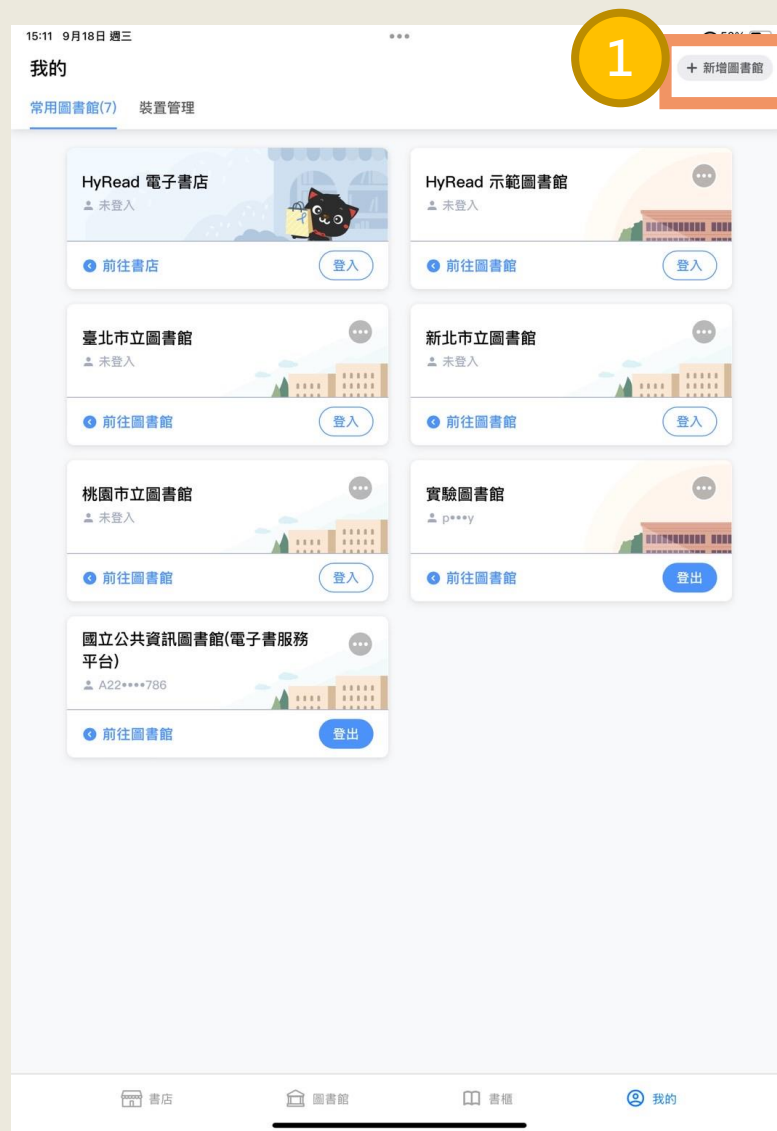 15:11 9月18日 週三
我的
1
+ 新增圖書館
常用圖書館(7) 裝置管理
HyRead 電子書店
未登入
前往書店 登入
HyRead 示範圖書館
未登入
前往圖書館 登入
臺北市立圖書館
未登入
前往圖書館 登入
新北市立圖書館
未登入
前往圖書館 登入
桃園市立圖書館
未登入
前往圖書館 登入
實驗圖書館
p•••y
前往圖書館 登出
國立公共資訊圖書館(電子書服務
平台)
A22••••786
前往圖書館 登出
書店 圖書館 書櫃 我的